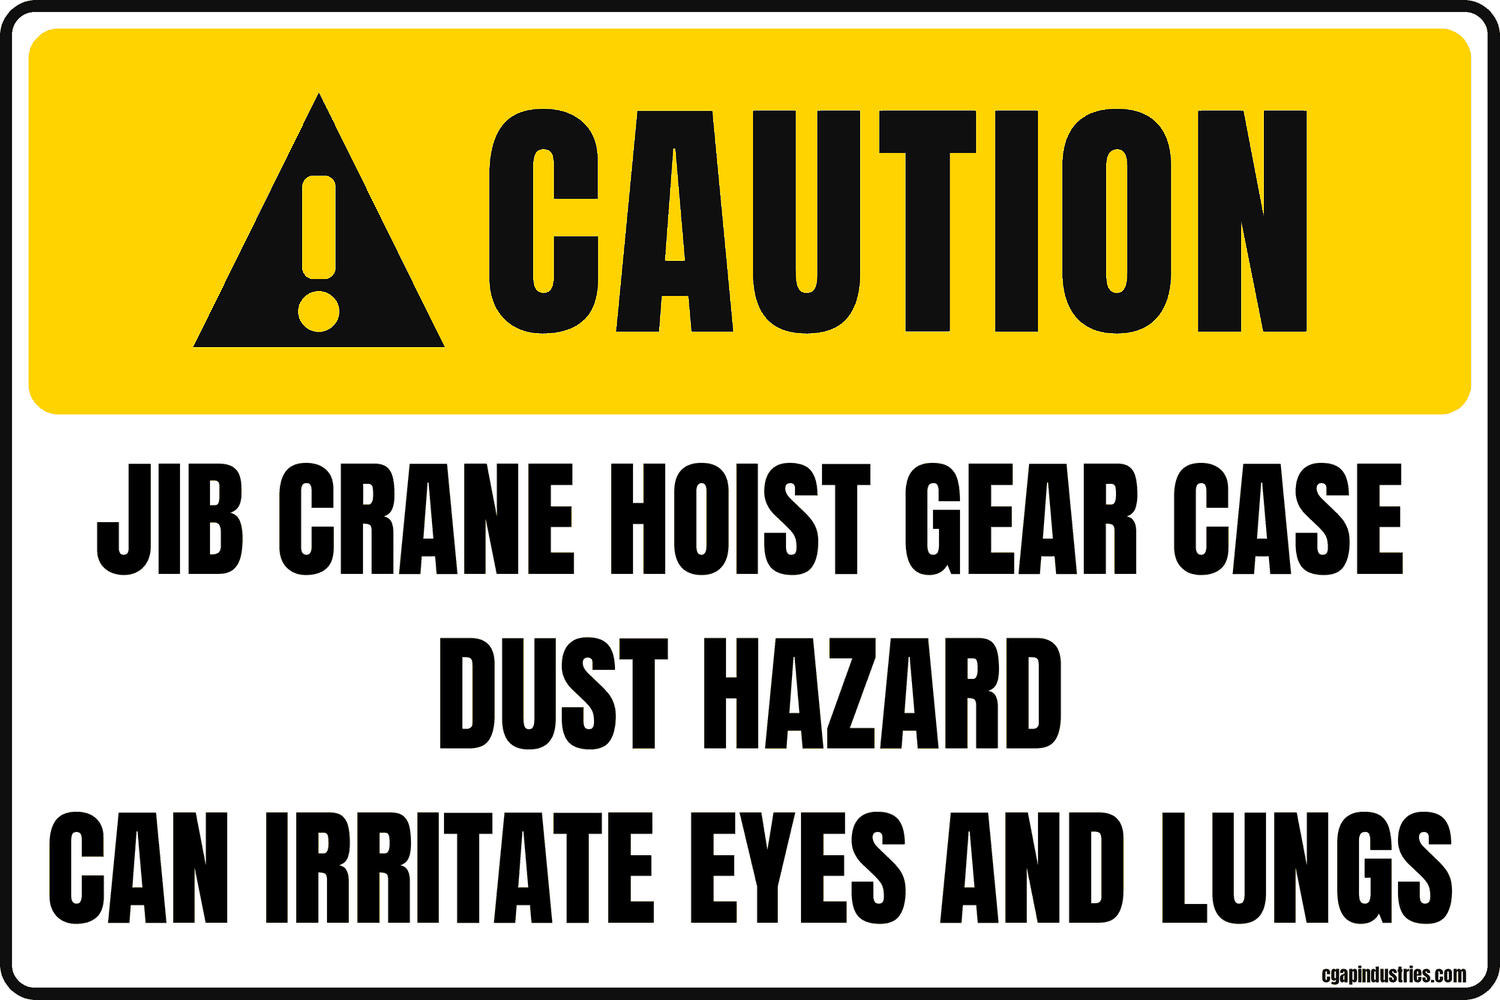 CAUTION
JIB CRANE HOIST GEAR CASE
DUST HAZARD
CAN IRRITATE EYES AND LUNGS
cgapindustries.com